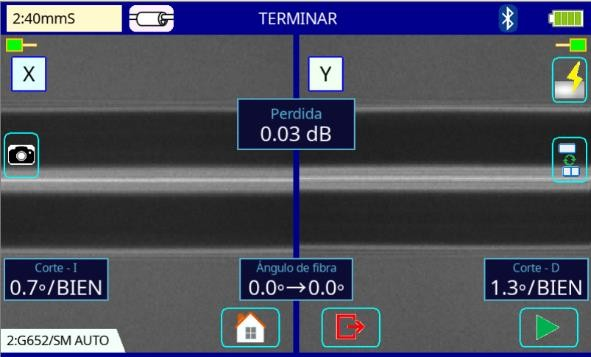 2:40mmS
TERMINAR
X
Y
Perdida
0.03 dB
Corte - I
0.7°/BIEN
Ángulo de fibra
0.0°→0.0°
Corte - D
1.3°/BIEN
2:G652/SM AUTO